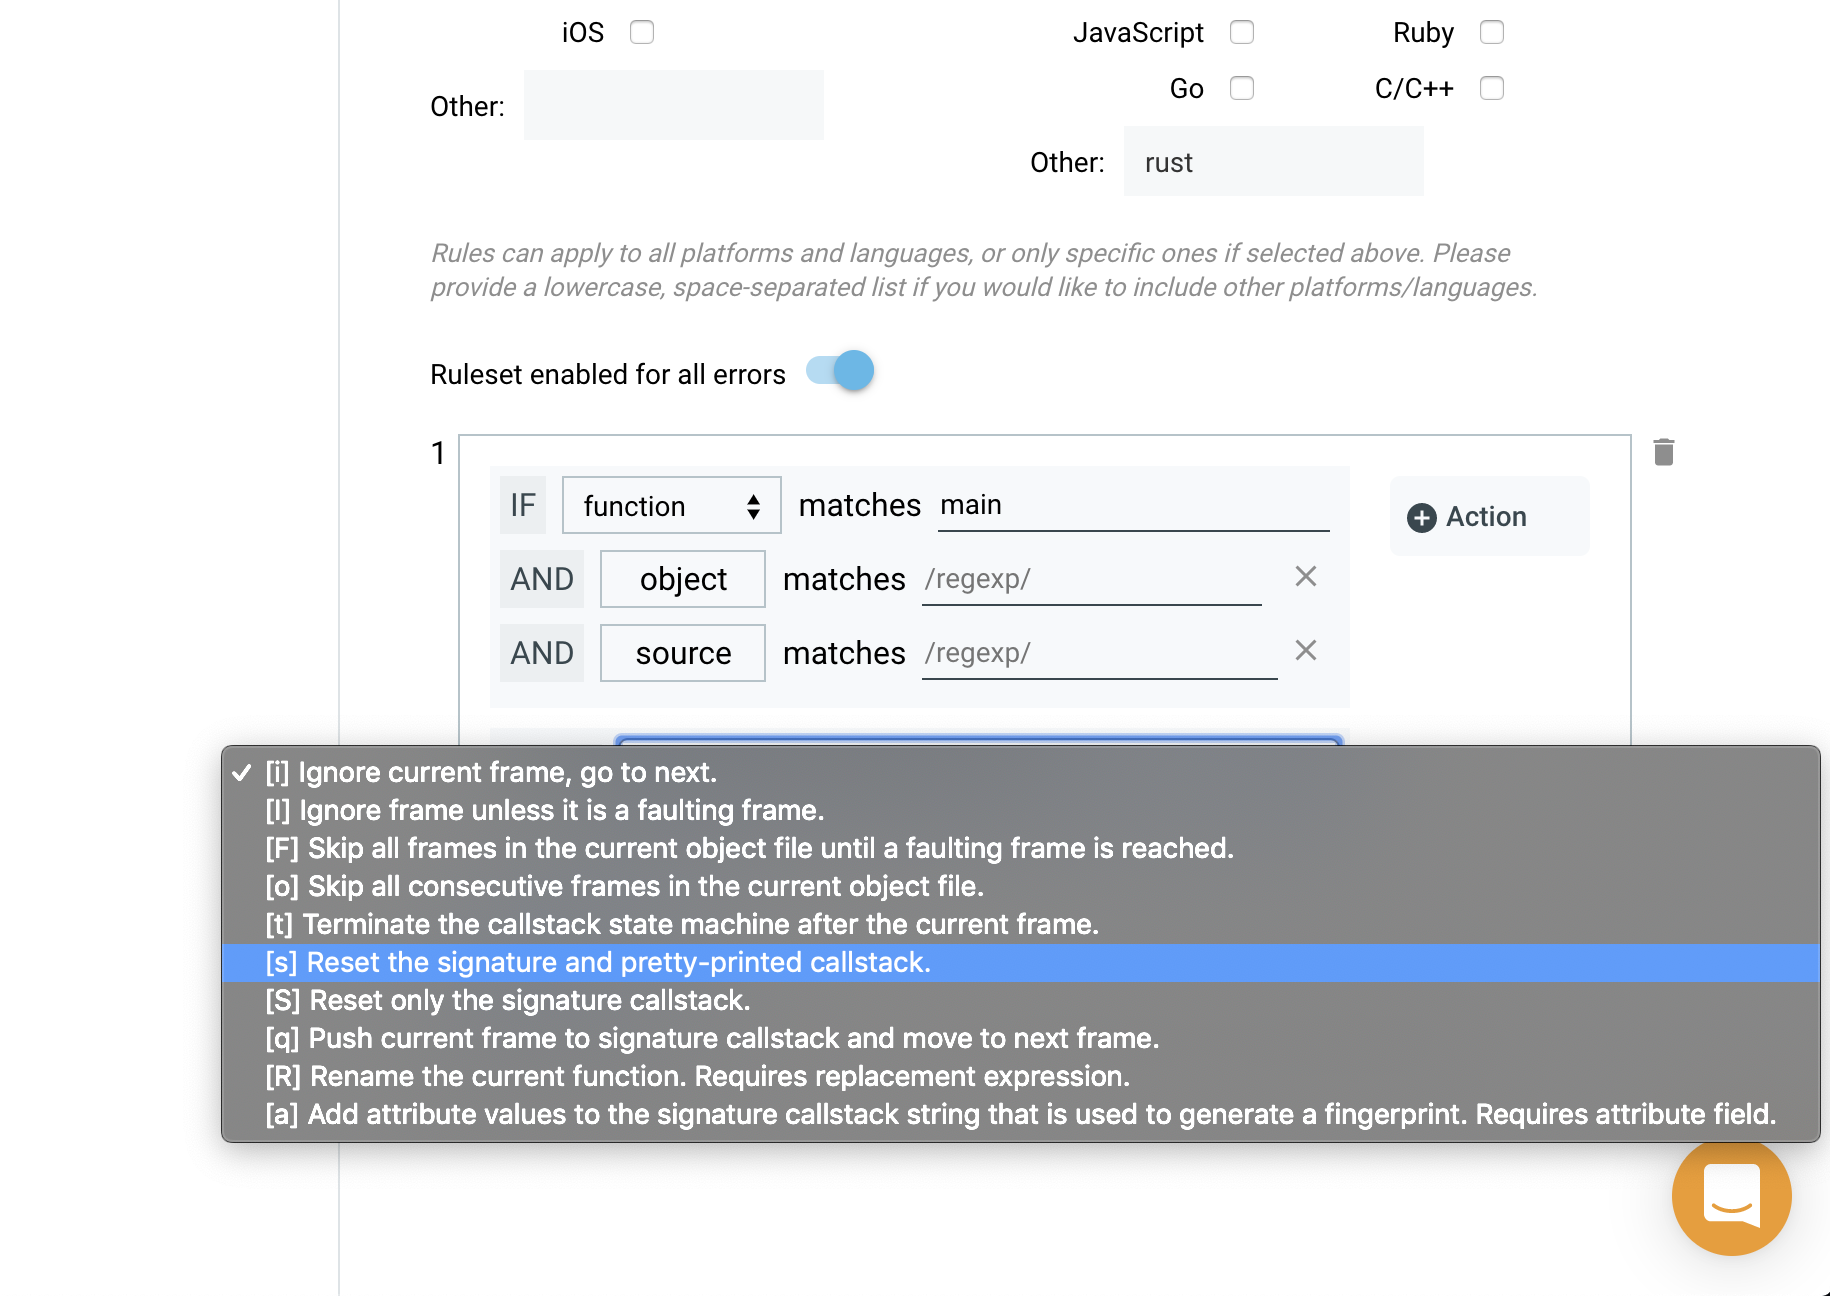 iOS
JavaScript
Ruby
Go
C/C++
Other:
Other: rust
Rules can apply to all platforms and languages, or only specific ones if selected above. Please
provide a lowercase, space-separated list if you would like to include other platforms/languages.
Ruleset enabled for all errors
1
IF function matches main
Action
AND object matches /regexp/
AND source matches /regexp/
[i] Ignore current frame, go to next.
[I] Ignore frame unless it is a faulting frame.
[F] Skip all frames in the current object file until a faulting frame is reached.
[o] Skip all consecutive frames in the current object file.
[t] Terminate the callstack state machine after the current frame.
[s] Reset the signature and pretty-printed callstack.
[S] Reset only the signature callstack.
[q] Push current frame to signature callstack and move to next frame.
[R] Rename the current function. Requires replacement expression.
[a] Add attribute values to the signature callstack string that is used to generate a fingerprint. Requires attribute field.